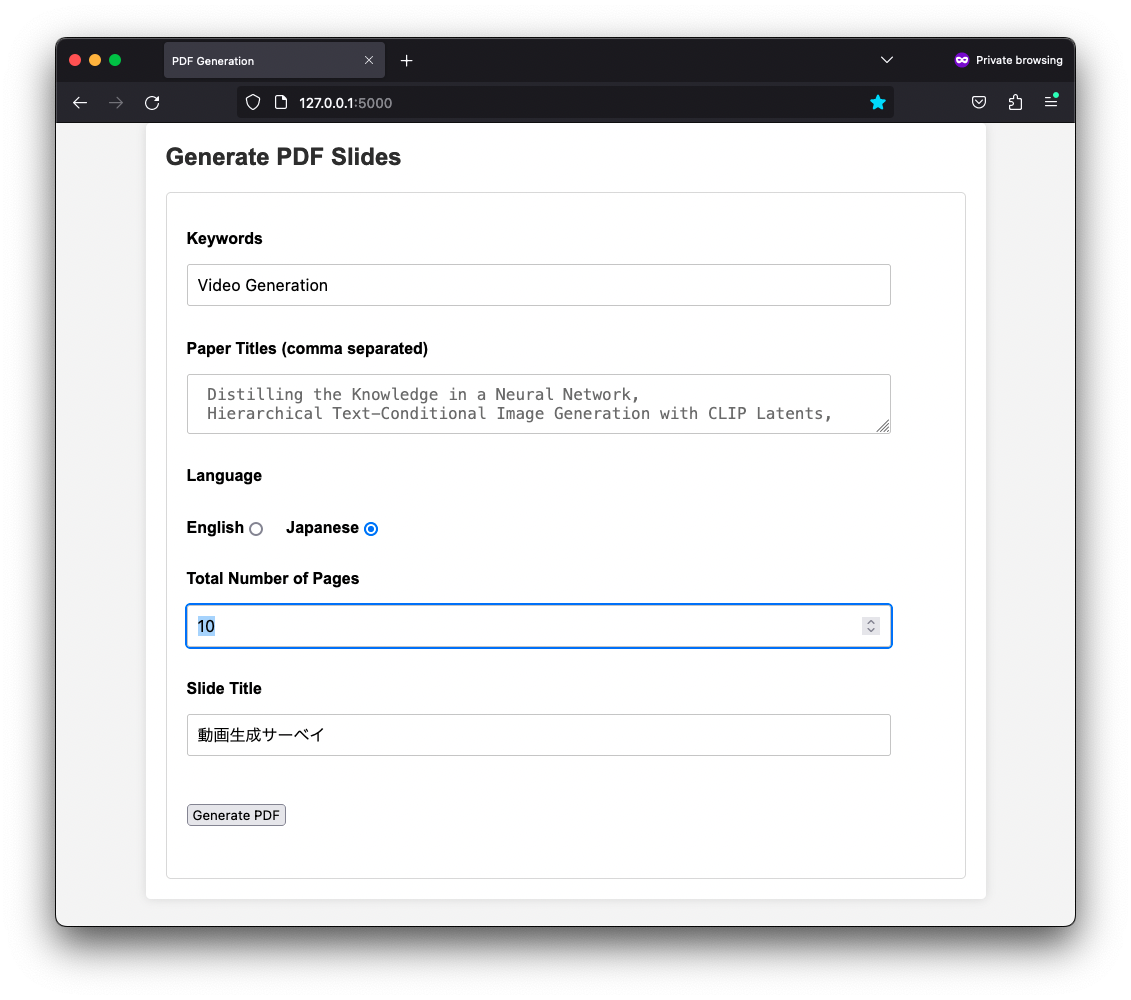 PDF Generation
Private browsing
127.0.0.1:5000
Generate PDF Slides
Keywords
Video Generation
Paper Titles (comma separated)
Distilling the Knowledge in a Neural Network,
Hierarchical Text-Conditional Image Generation with CLIP Latents,
Language
English Japanese
Total Number of Pages
10
Slide Title
動画生成サーベイ
Generate PDF